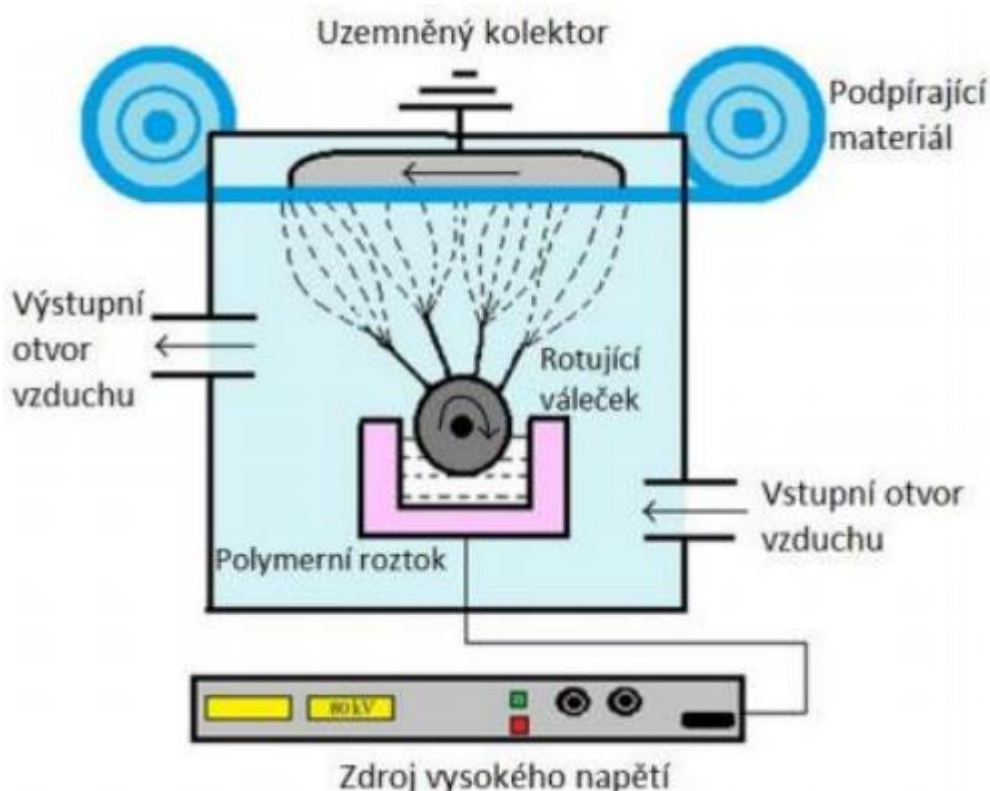 Uzemněný kolektor
Podpírající
materiál
Výstupní
otvor
vzduchu
Rotující
váleček
Vstupní otvor
vzduchu
Polymerní roztok
80 kV
Zdroj vysokého napětí